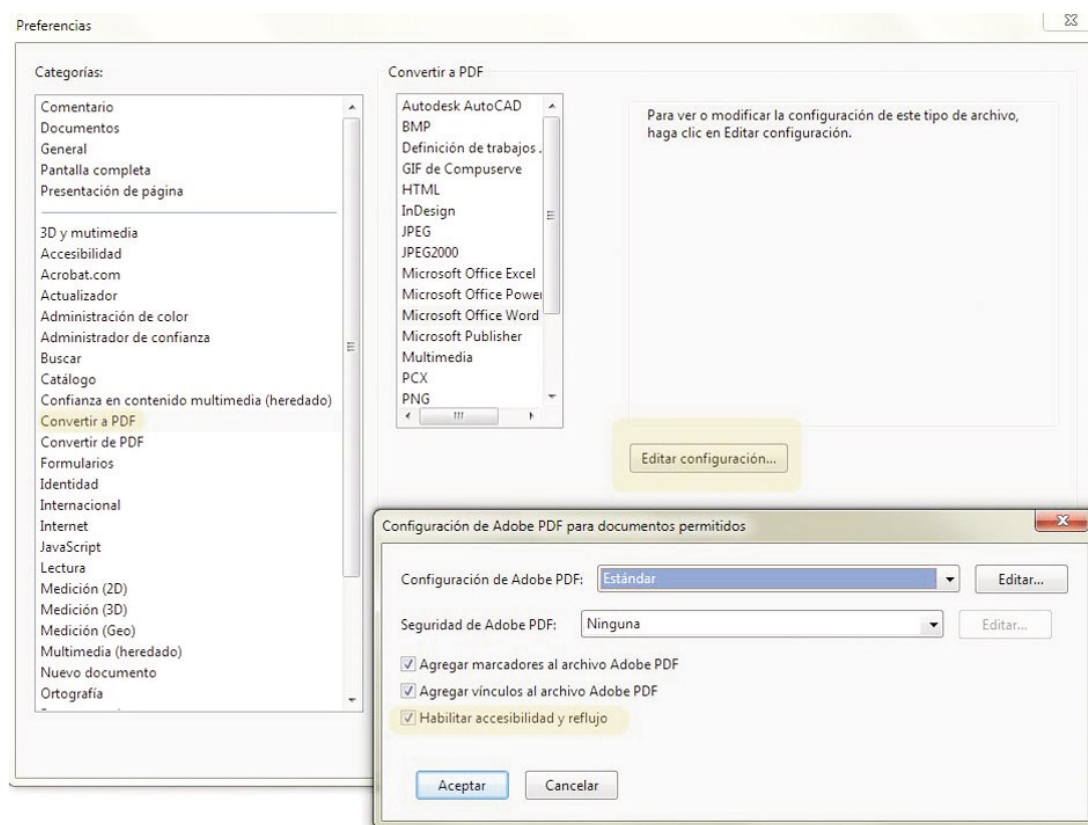 Preferencias
Categorías:
Comentario
Documentos
General
Pantalla completa
Presentación de página
3D y mutimedia
Accesibilidad
Acrobat.com
Actualizador
Administración de color
Administrador de confianza
Buscar
Catálogo
Confianza en contenido multimedia (heredado)
Convertir a PDF
Convertir de PDF
Formularios
Identidad
Internacional
Internet
JavaScript
Lectura
Medición (2D)
Medición (3D)
Medición (Geo)
Multimedia (heredado)
Nuevo documento
Ortografía
Convertir a PDF
Autodesk AutoCAD
BMP
Definición de trabajos .
GIF de Compuserve
HTML
InDesign
JPEG
JPEG2000
Microsoft Office Excel
Microsoft Office Power
Microsoft Office Word
Microsoft Publisher
Multimedia
PCX
PNG
Para ver o modificar la configuración de este tipo de archivo,
haga clic en Editar configuración.
Editar configuración...
Configuración de Adobe PDF para documentos permitidos
Configuración de Adobe PDF: Estándar Editar...
Seguridad de Adobe PDF: Ninguna Editar...
Agregar marcadores al archivo Adobe PDF
Agregar vínculos al archivo Adobe PDF
Habilitar accesibilidad y reflujo
Aceptar Cancelar